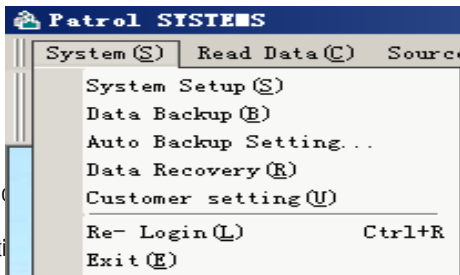 Patrol SYSTEMS
System(S) Read Data(C) Source
System Setup(S)
Data Backup(B)
Auto Backup Setting...
Data Recovery(R)
Customer setting(U)
Re- Login(L) Ctrl+R
Exit(E)